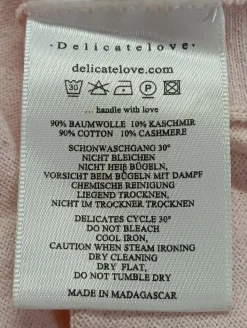 ·Delicatelove·
delicatelove.com
30 P
... handle with love
90% BAUMWOLLE 10% KASCHMIR
90% COTTON 10% CASHMERE
SCHONWASCHGANG 30°
NICHT BLEICHEN
NICHT HEIß BÜGELN,
VORSICHT BEIM BÜGELN MIT DAMPF
CHEMISCHE REINIGUNG
LIEGEND TROCKNEN,
NICHT IM TROCKNER TROCKNEN
DELICATES CYCLE 30°
DO NOT BLEACH
COOL IRON,
CAUTION WHEN STEAM IRONING
DRY CLEANING
DRY FLAT,
DO NOT TUMBLE DRY
MADE IN MADAGASCAR